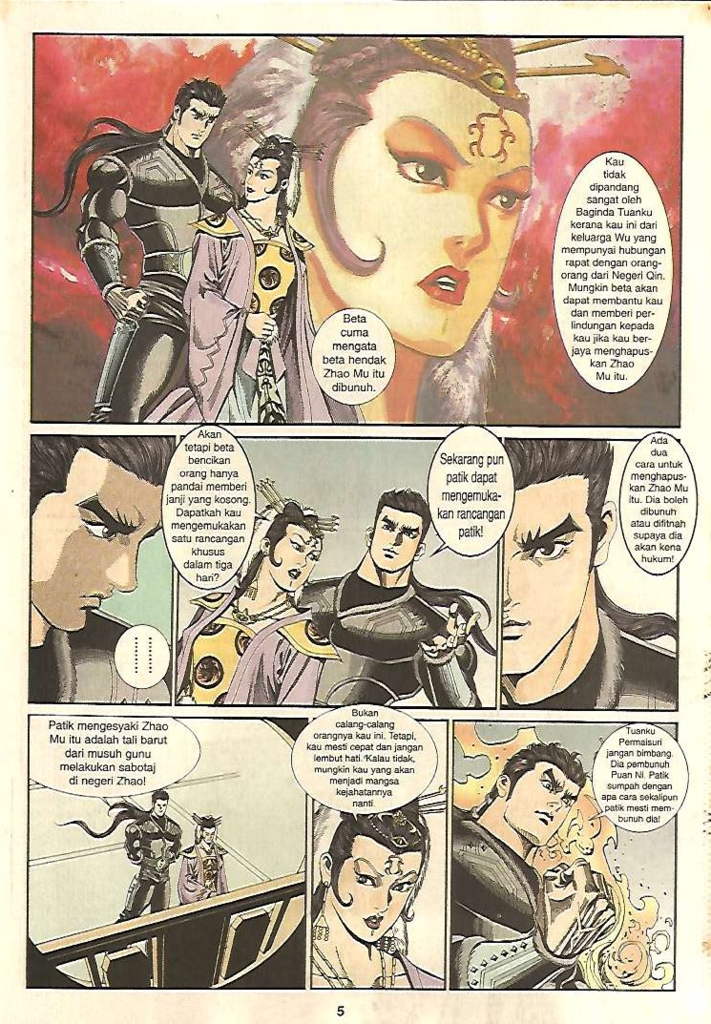 Kau
tidak
dipandang
sangat oleh
Baginda Tuanku
kerana kau ini dari
keluarga Wu yang
mempunyai hubungan
rapat dengan orang-
orang dari Negeri Qin.
Mungkin beta akan
dapat membantu kau
dan memberi per-
lindungan kepada
kau jika kau ber-
jaya menghapus-
kan Zhao
Mu itu.
Beta
cuma
mengata
beta hendak
Zhao Mu itu
dibunuh.
Akan
tetapi beta
bencikan
orang hanya
pandai memberi
janji yang kosong.
Dapatkah kau
mengemukakan
satu rancangan
khusus
dalam tiga
hari?
Sekarang pun
patik dapat
mengemuka-
kan rancangan
patik!
Ada
dua
cara untuk
menghapus-
kan Zhao Mu
itu. Dia boleh
dibunuh
atau difitnah
supaya dia
akan kena
hukum!
Patik mengesyaki Zhao
Mu itu adalah tali barut
dari musuh gunu
melakukan sabotaj
di negeri Zhao!
Bukan
calang-calang
orangnya kau ini. Tetapi,
kau mesti cepat dan jangan
lembut hati. 'Kalau tidak,
mungkin kau yang akan
menjadi mangsa
kejahatannya
nanti.
Tuanku
Permaisuri
jangan bimbang.
Dia pembunuh
Puan Ni. Patik
sumpah dengan
apa cara sekalipun
patik mesti mem-
bunuh dia!
5